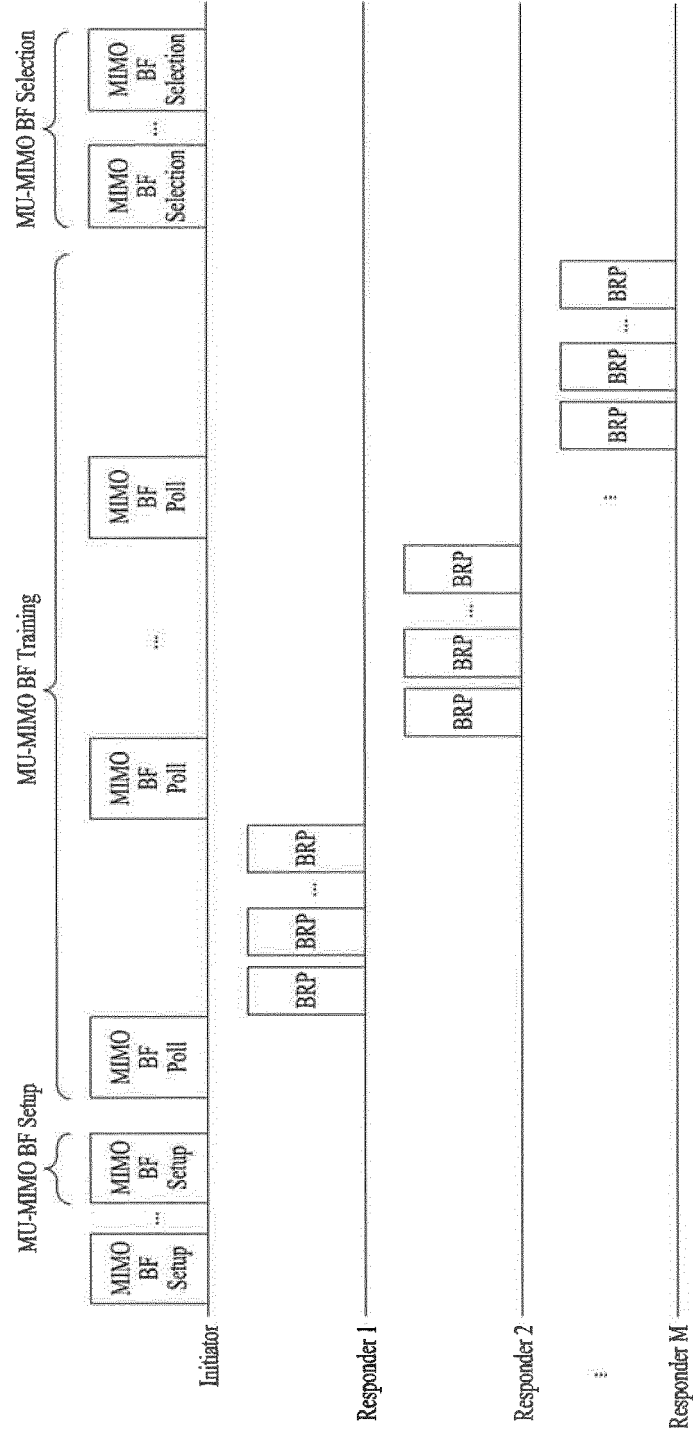 MU-MIMO BF Setup
MU-MIMO BF Training
MU-MIMO BF Selection
MIMO
BF
Setup
...
MIMO
BF
Setup
MIMO
BF
Poll
MIMO
BF
Poll
...
MIMO
BF
Poll
MIMO
BF
Selection
...
MIMO
BF
Selection
Initiator
BRP
BRP
...
BRP
Responder 1
BRP
BRP
...
BRP
Responder 2
...
...
BRP
BRP
...
BRP
Responder M